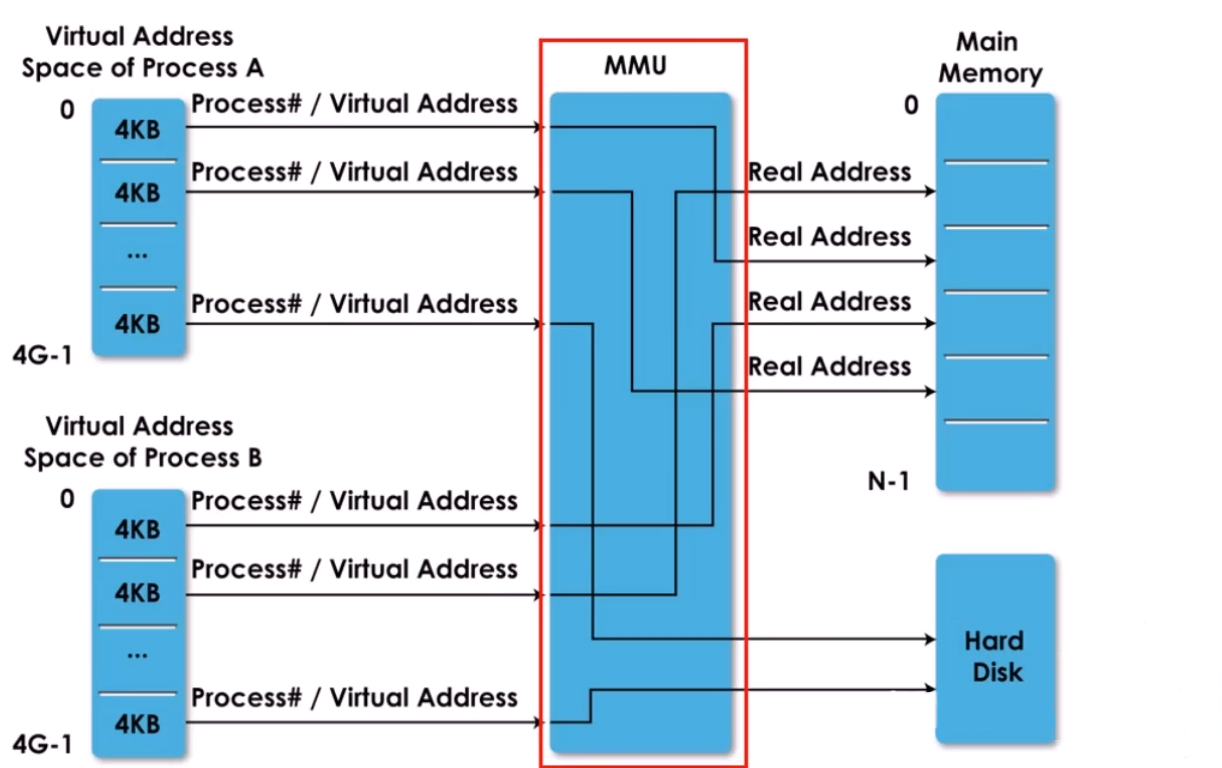 Virtual Address
Space of Process A
0
4KB
4KB
...
4KB
4G-1
Process# / Virtual Address
Process# / Virtual Address
Process# / Virtual Address
Virtual Address
Space of Process B
0
4KB
4KB
...
4KB
4G-1
Process# / Virtual Address
Process# / Virtual Address
Process# / Virtual Address
MMU
Real Address
Real Address
Real Address
Real Address
Main
Memory
0
N-1
Hard
Disk